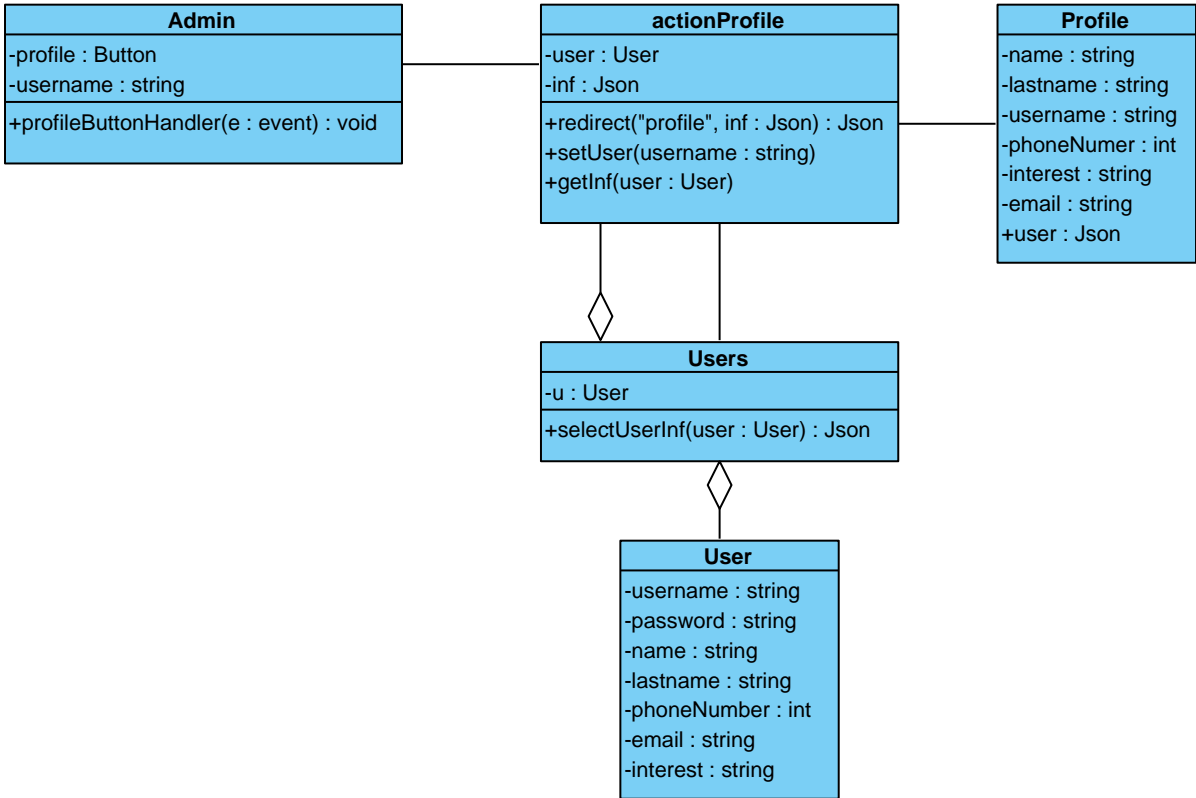 Admin
-profile : Button
-username : string
+profileButtonHandler(e : event) : void
actionProfile
-user : User
-inf : Json
+redirect("profile", inf : Json) : Json
+setUser(username : string)
+getInf(user : User)
Profile
-name : string
-lastname : string
-username : string
-phoneNumer : int
-interest : string
-email : string
+user : Json
Users
-u : User
+selectUserInf(user : User) : Json
User
-username : string
-password : string
-name : string
-lastname : string
-phoneNumber : int
-email : string
-interest : string